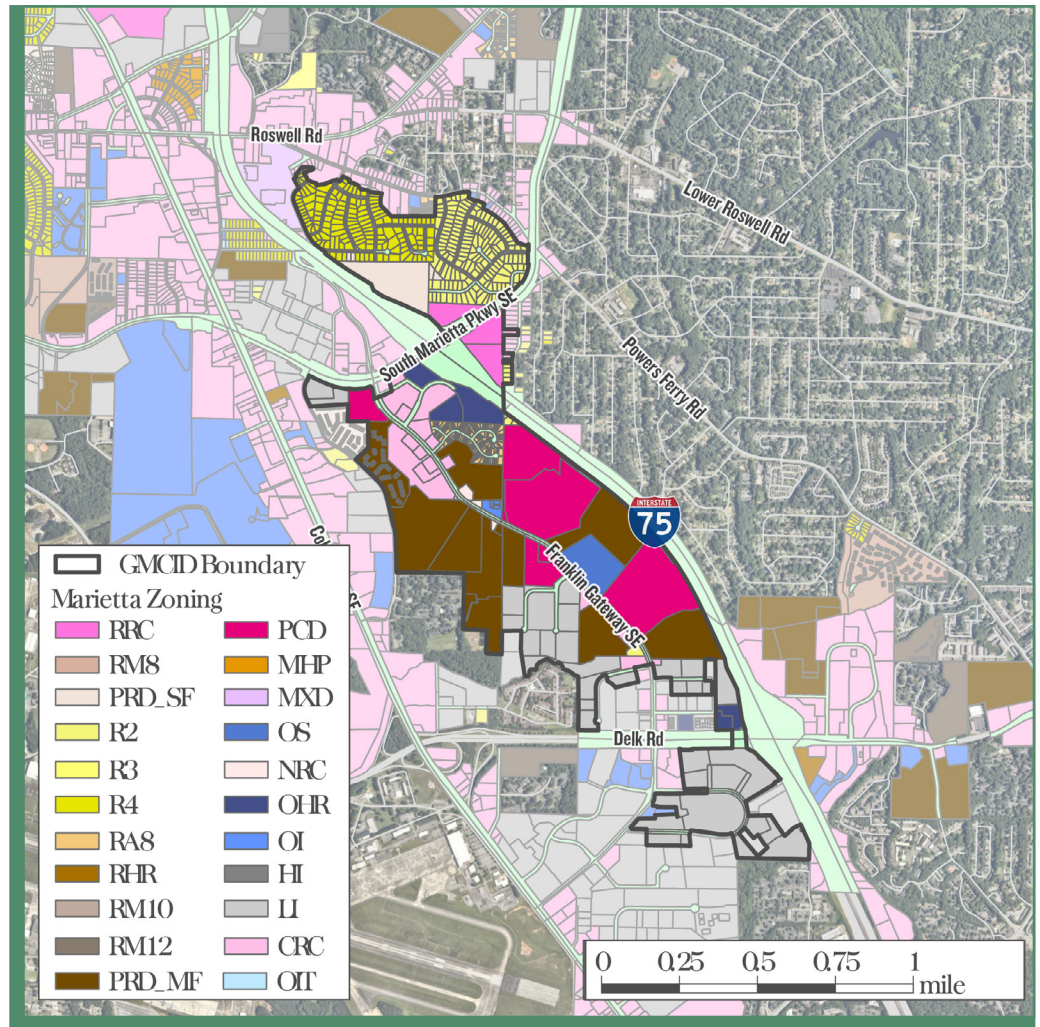 Roswell Rd
Lower Roswell Rd
South Marietta Pkwy SE
Powers Ferry Rd
INTERSTATE
75
Franklin Gateway SE
Delk Rd
Co
SE
GMCID Boundary
Marietta Zoning
RRC
RM8
PRD_SF
R2
R3
R4
RA8
RHR
RM10
RM12
PRD_MF
PCD
MHP
MXD
OS
NRC
OHR
OI
HI
LI
CRC
OIT
0 0.25 0.5 0.75 1
mile